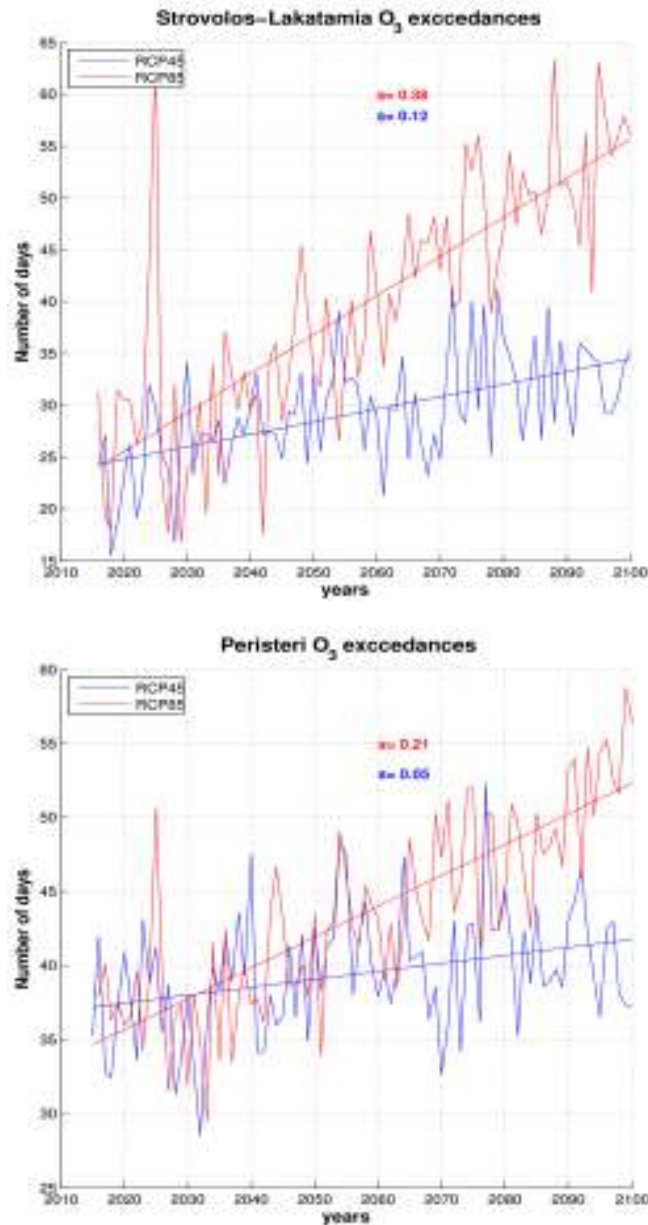 Strovolos-Lakatamia O3 exccedances
65
RCP45
RCP85
60
a= 0.38
a= 0.12
55
50
45
40
35
30
25
20
15
Number of days
2010 2020 2030 2040 2050 2060 2070 2080 2090 2100
years
Peristeri O3 exccedances
60
RCP45
RCP85
55
a= 0.21
a= 0.05
50
45
40
35
30
25
Number of days
2010 2020 2030 2040 2050 2060 2070 2080 2090 2100
years